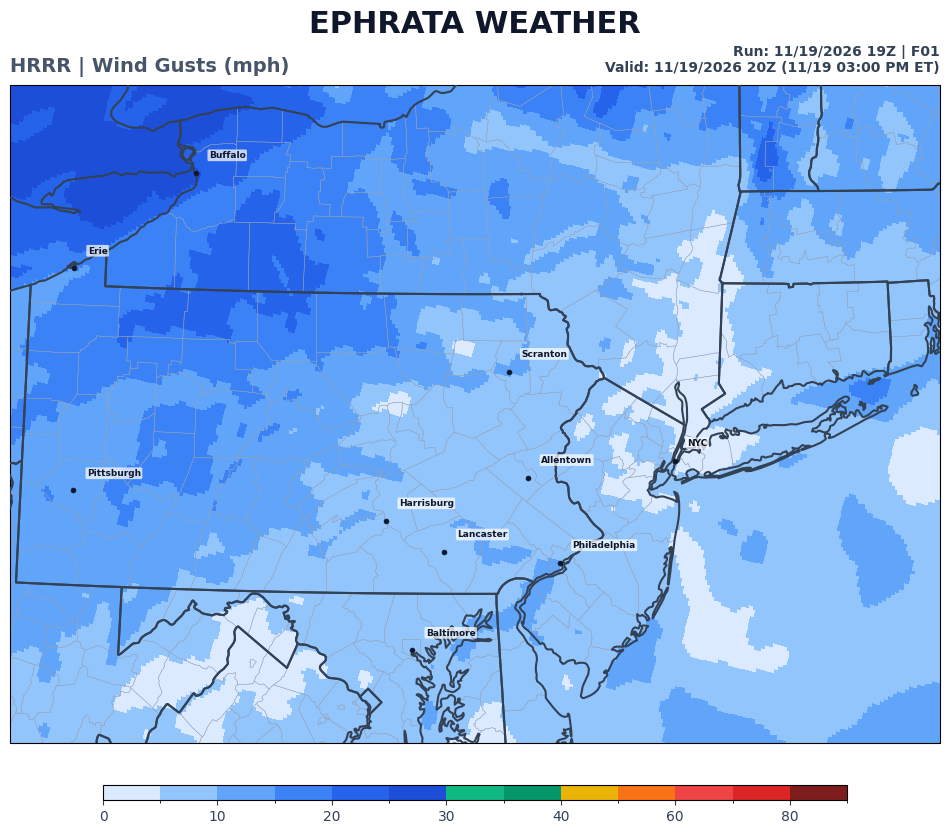 EPHRATA WEATHER
HRRR | Wind Gusts (mph)
Run: 11/19/2026 19Z | F01
Valid: 11/19/2026 20Z (11/19 03:00 PM ET)
Buffalo
Erie
Scranton
NYC
Allentown
Pittsburgh
Harrisburg
Lancaster
Philadelphia
Baltimore
0 10 20 30 40 60 80